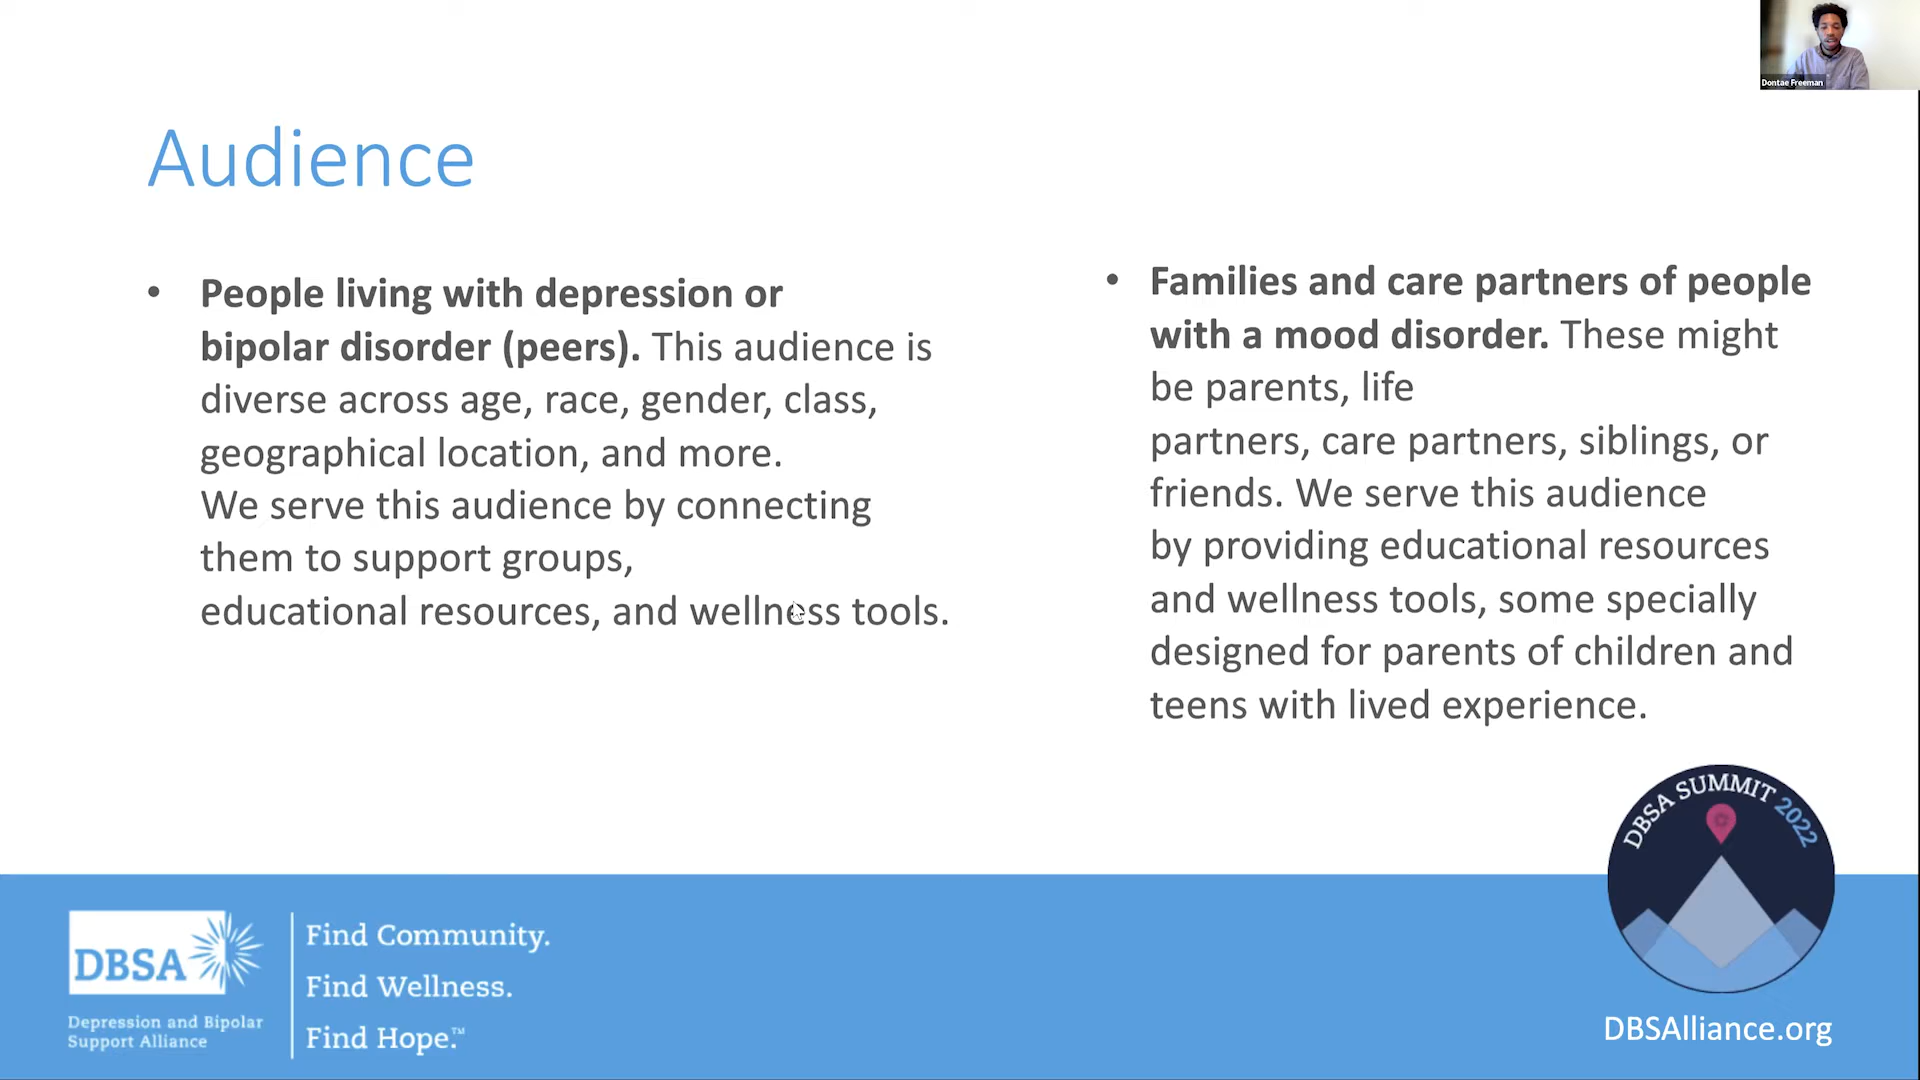 Dontae Freeman
Audience
• People living with depression or
bipolar disorder (peers). This audience is
diverse across age, race, gender, class,
geographical location, and more.
We serve this audience by connecting
them to support groups,
educational resources, and wellness tools.
• Families and care partners of people
with a mood disorder. These might
be parents, life
partners, care partners, siblings, or
friends. We serve this audience
by providing educational resources
and wellness tools, some specially
designed for parents of children and
teens with lived experience.
DBSA SUMMIT 2022
DBSA
Depression and Bipolar
Support Alliance
Find Community.
Find Wellness.
Find Hope.™
DBSAlliance.org